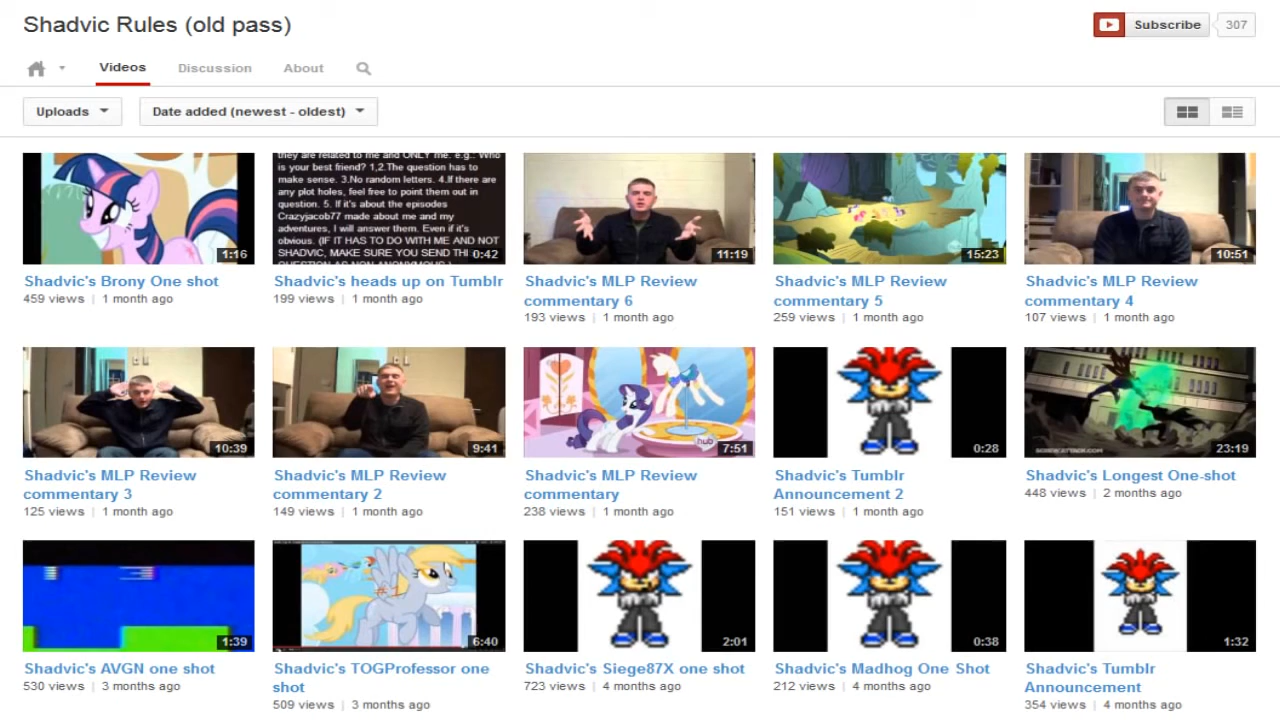 Shadvic Rules (old pass)
Subscribe 307
Videos Discussion About
Uploads Date added (newest - oldest)
they are related to me and ONLY me. e.g.. Who
is your best friend? 1,2.The question has to
make sense. 3.No random letters. 4.If there are
any plot holes, feel free to point them out in
question. 5. If it's about the episodes
Crazyjacob77 made about me and my
adventures, I will answer them. Even if it's
obvious. (IF IT HAS TO DO WITH ME AND NOT
SHADVIC, MAKE SURE YOU SEND
QUESTION AS NON-ANONYMOUS.)
1:16 0:42 11:19 15:23 10:51
Shadvic's Brony One shot
459 views | 1 month ago
Shadvic's heads up on Tumblr
199 views | 1 month ago
Shadvic's MLP Review
commentary 6
193 views | 1 month ago
Shadvic's MLP Review
commentary 5
259 views | 1 month ago
Shadvic's MLP Review
commentary 4
107 views | 1 month ago
10:39 9:41 hub 7:51 0:28 23:19
Shadvic's MLP Review
commentary 3
125 views | 1 month ago
Shadvic's MLP Review
commentary 2
149 views | 1 month ago
Shadvic's MLP Review
commentary
238 views | 1 month ago
Shadvic's Tumblr
Announcement 2
151 views | 1 month ago
Shadvic's Longest One-shot
448 views | 2 months ago
1:39 6:40 2:01 0:38 1:32
Shadvic's AVGN one shot
530 views | 3 months ago
Shadvic's TOGProfessor one
shot
509 views | 3 months ago
Shadvic's Siege87X one shot
723 views | 4 months ago
Shadvic's Madhog One Shot
212 views | 4 months ago
Shadvic's Tumblr
Announcement
354 views | 4 months ago